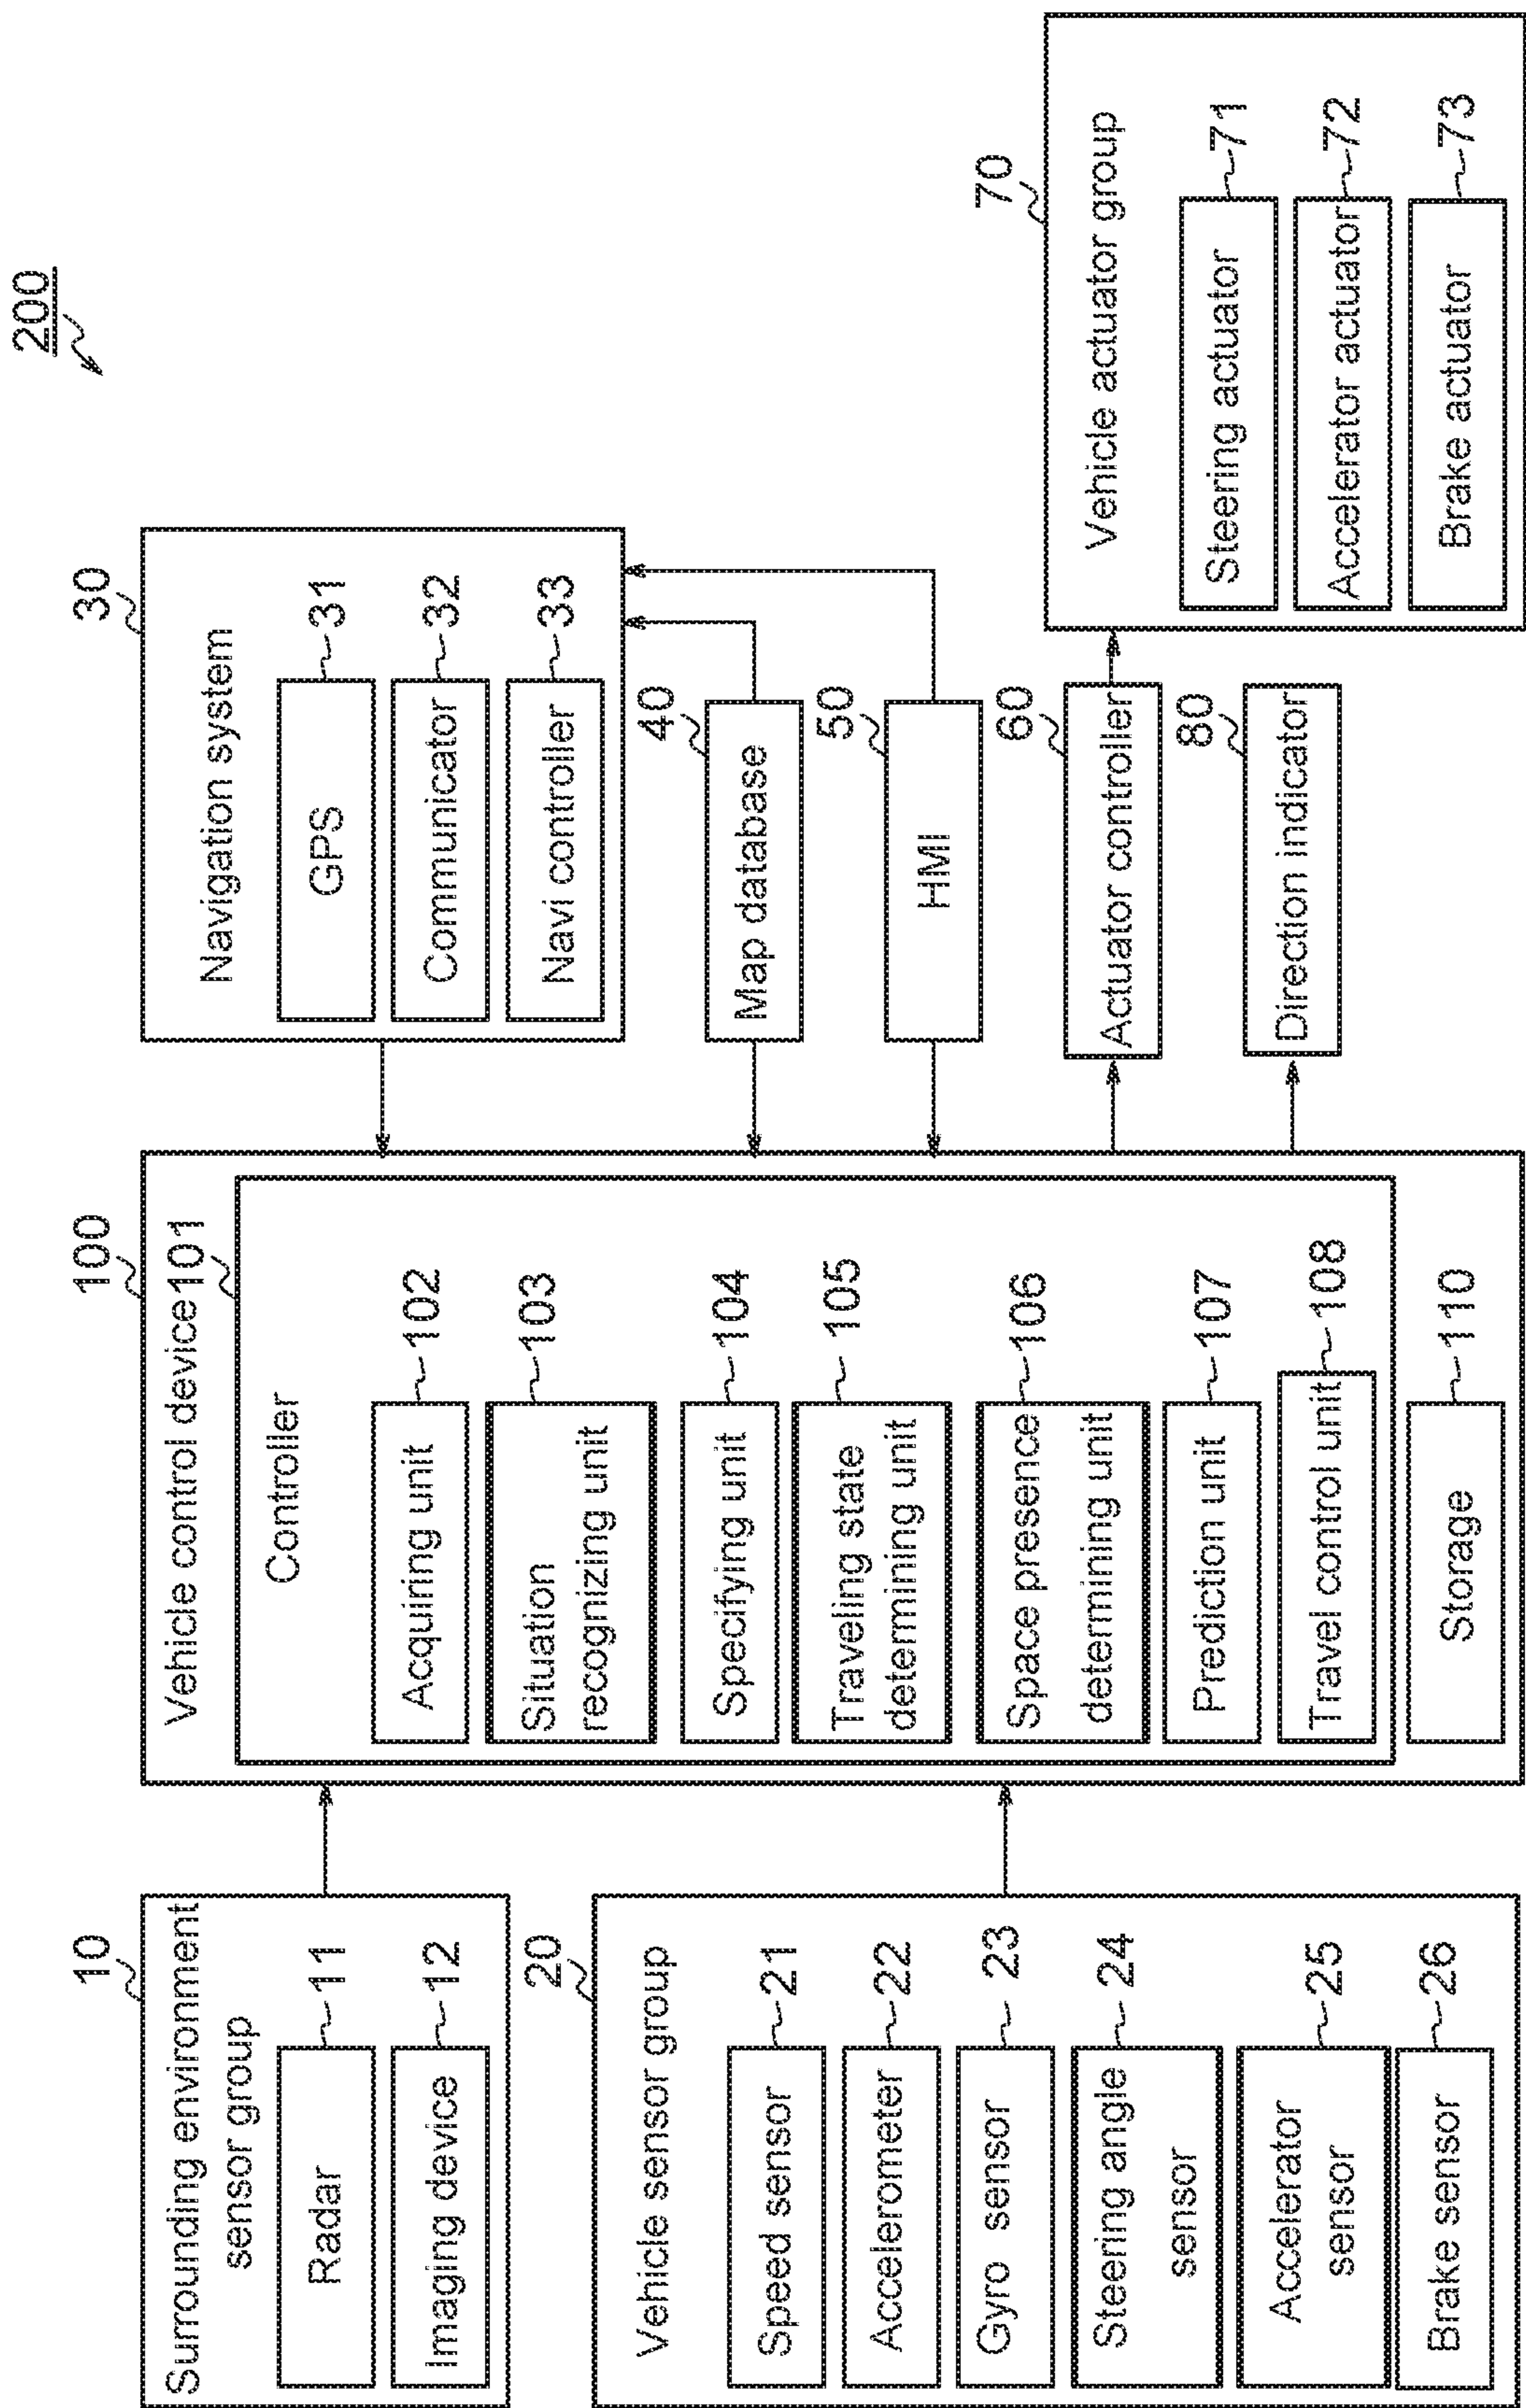 200
10
Surrounding environment
sensor group
Radar
11
Imaging device
12
20
Vehicle sensor group
Speed sensor
21
Accelerometer
22
Gyro sensor
23
Steering angle
sensor
24
Accelerator
sensor
25
Brake sensor
26
100
Vehicle control device
101
Controller
Acquiring unit
102
Situation
recognizing unit
103
Specifying unit
104
Traveling state
determining unit
105
Space presence
determining unit
106
Prediction unit
107
Travel control unit
108
Storage
110
30
Navigation system
GPS
31
Communicator
32
Navi controller
33
40
Map database
50
HMI
60
Actuator controller
80
Direction indicator
70
Vehicle actuator group
Steering actuator
71
Accelerator actuator
72
Brake actuator
73